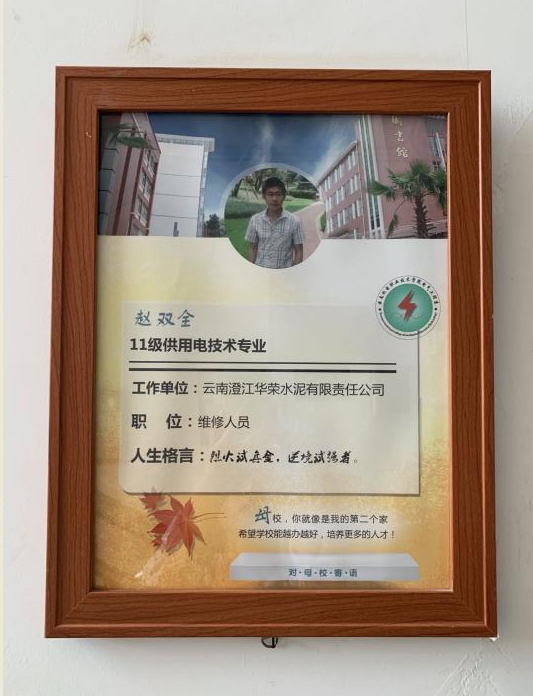 圖書館
赵双全
11级供用电技术专业
工作单位：云南澄江华荣水泥有限责任公司
职 位：维修人员
人生格言：烈火试真金，逆境试强者。
母校，你就像是我的第二个家
希望学校能越办越好，培养更多的人才！
对·母·校·寄·语